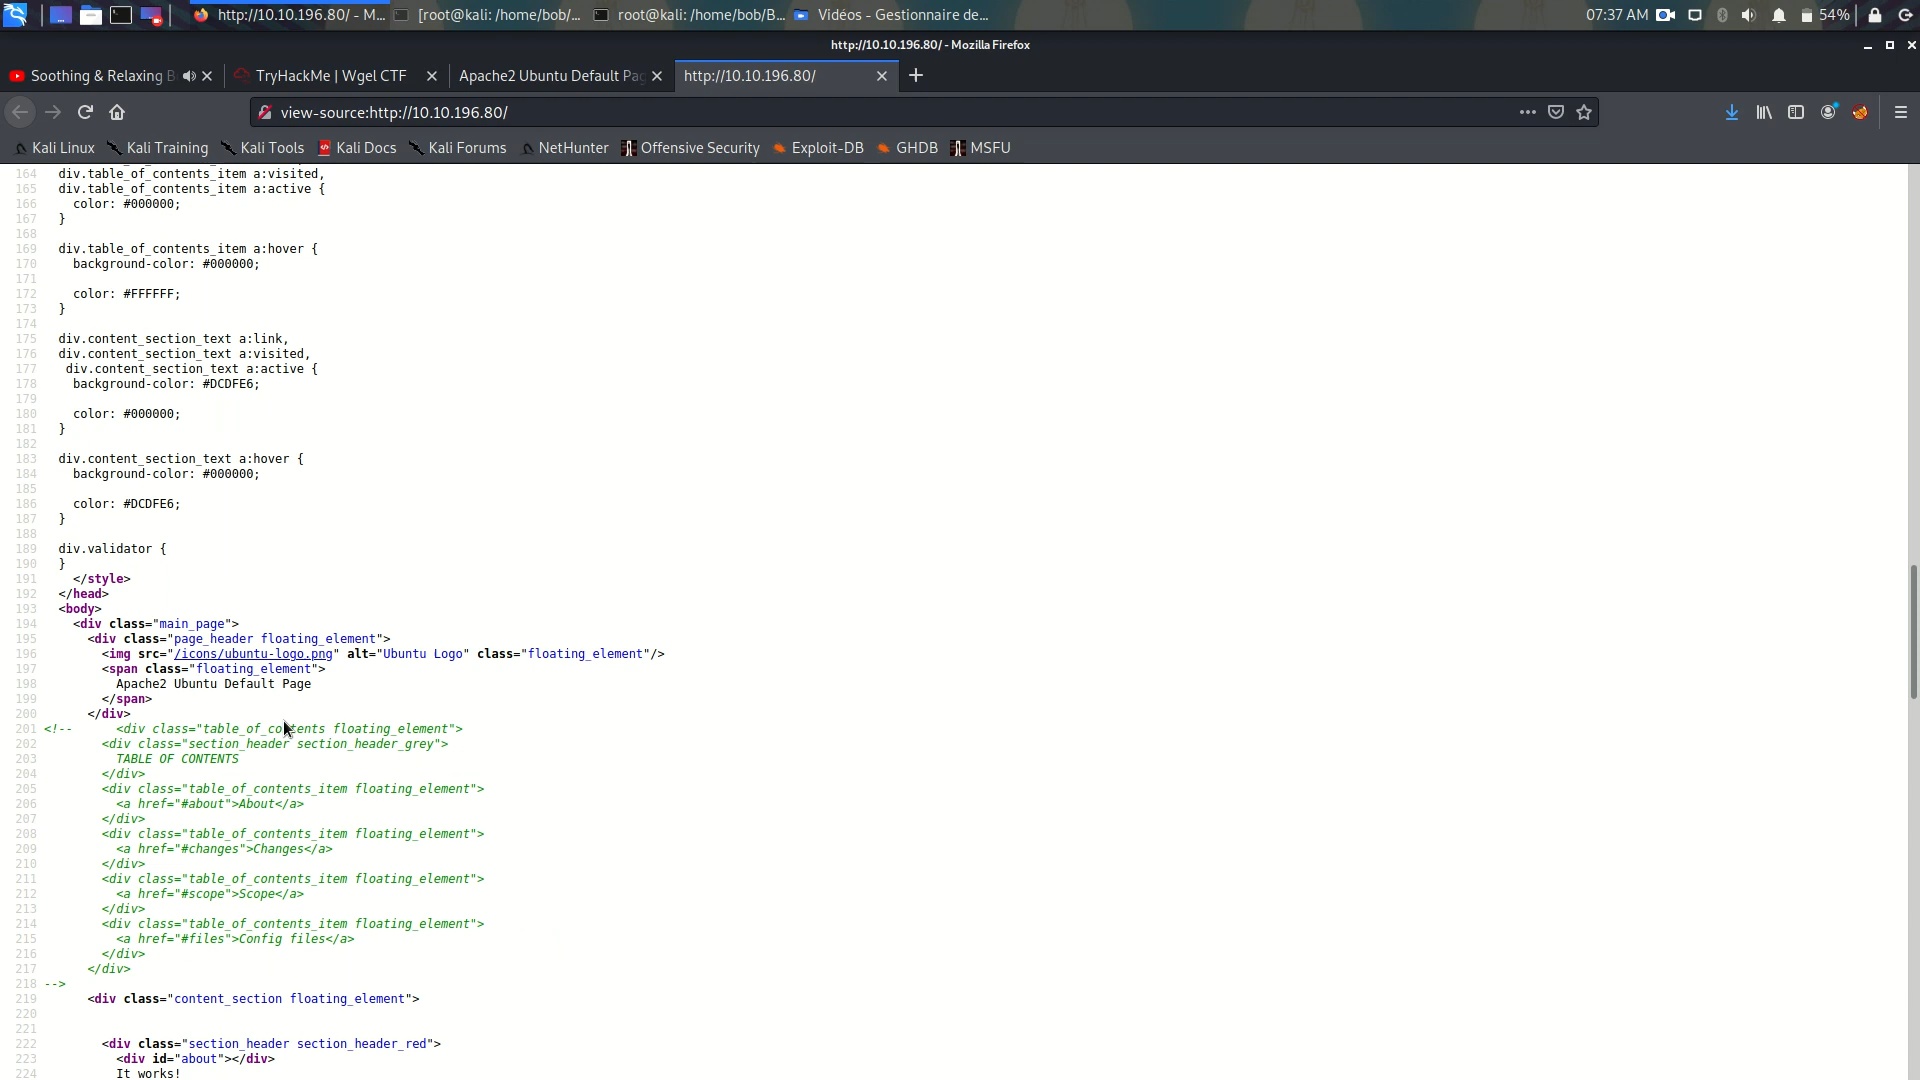 http://10.10.196.80/ - M...
[root@kali: /home/bob/...
root@kali: /home/bob/B...
Vidéos - Gestionnaire de...
07:37 AM
54%
http://10.10.196.80/ - Mozilla Firefox
Soothing & Relaxing B
TryHackMe | Wgel CTF
Apache2 Ubuntu Default Pag
http://10.10.196.80/
view-source:http://10.10.196.80/
Kali Linux
Kali Training
Kali Tools
Kali Docs
Kali Forums
NetHunter
Offensive Security
Exploit-DB
GHDB
MSFU
164 div.table_of_contents_item a:visited,
165 div.table_of_contents_item a:active {
166 color: #000000;
167 }
168
169 div.table_of_contents_item a:hover {
170 background-color: #000000;
171
172 color: #FFFFFF;
173 }
174
175 div.content_section_text a:link,
176 div.content_section_text a:visited,
177 div.content_section_text a:active {
178 background-color: #DCDFE6;
179
180 color: #000000;
181 }
182
183 div.content_section_text a:hover {
184 background-color: #000000;
185
186 color: #DCDFE6;
187 }
188
189 div.validator {
190 }
191 </style>
192 </head>
193 <body>
194 <div class="main_page">
195 <div class="page_header floating_element">
196 <img src="/icons/ubuntu-logo.png" alt="Ubuntu Logo" class="floating_element"/>
197 <span class="floating_element">
198 Apache2 Ubuntu Default Page
199 </span>
200 </div>
201 <!-- <div class="table_of_contents floating_element">
202 <div class="section_header section_header_grey">
203 TABLE OF CONTENTS
204 </div>
205 <div class="table_of_contents_item floating_element">
206 <a href="#about">About</a>
207 </div>
208 <div class="table_of_contents_item floating_element">
209 <a href="#changes">Changes</a>
210 </div>
211 <div class="table_of_contents_item floating_element">
212 <a href="#scope">Scope</a>
213 </div>
214 <div class="table_of_contents_item floating_element">
215 <a href="#files">Config files</a>
216 </div>
217 </div>
218 -->
219 <div class="content_section floating_element">
220
221
222 <div class="section_header section_header_red">
223 <div id="about"></div>
224 It works!